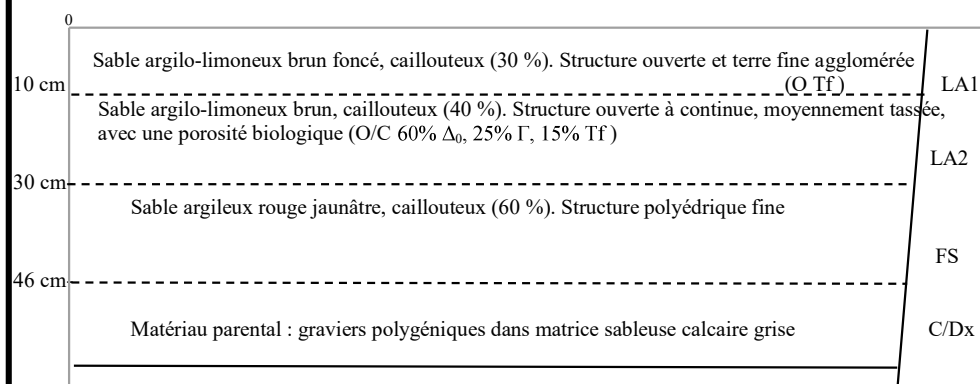 0
Sable argilo-limoneux brun foncé, caillouteux (30 %). Structure ouverte et terre fine agglomérée
(O Tf )
10 cm
LA1
Sable argilo-limoneux brun, caillouteux (40 %). Structure ouverte à continue, moyennement tassée,
avec une porosité biologique (O/C 60% Δ₀, 25% Γ, 15% Tf )
LA2
30 cm
Sable argileux rouge jaunâtre, caillouteux (60 %). Structure polyédrique fine
FS
46 cm
Matériau parental : graviers polygéniques dans matrice sableuse calcaire grise
C/Dx